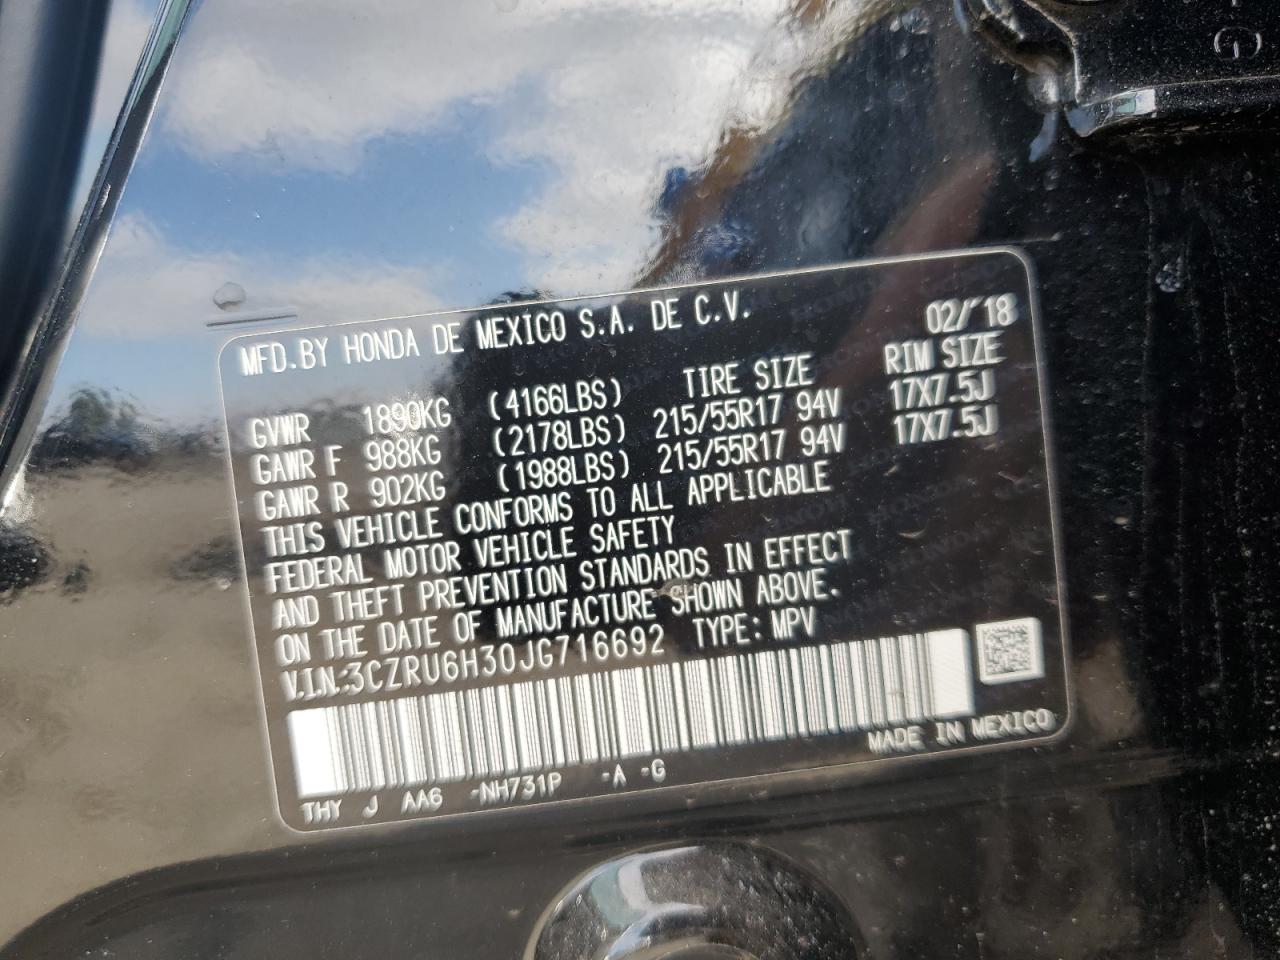 MFD.BY HONDA DE MEXICO S.A. DE C.V. 02/'18
TIRE SIZE RIM SIZE
GVWR 1890KG (4166LBS)
GAWR F 988KG (2178LBS) 215/55R17 94V 17X7.5J
GAWR R 902KG (1988LBS) 215/55R17 94V 17X7.5J
THIS VEHICLE CONFORMS TO ALL APPLICABLE
FEDERAL MOTOR VEHICLE SAFETY
AND THEFT PREVENTION STANDARDS IN EFFECT
ON THE DATE OF MANUFACTURE SHOWN ABOVE.
V.I.N.:3CZRU6H30JG716692 TYPE: MPV
MADE IN MEXICO
THY J AA6 -NH731P -A -G